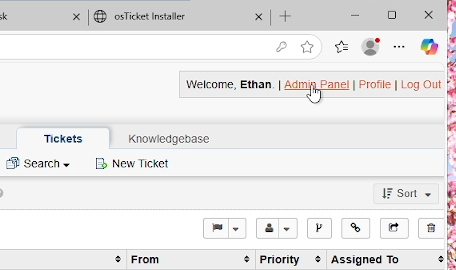 sk
osTicket Installer
Welcome, Ethan. | Admin Panel | Profile | Log Out
Tickets Knowledgebase
Search New Ticket
Sort
From Priority Assigned To